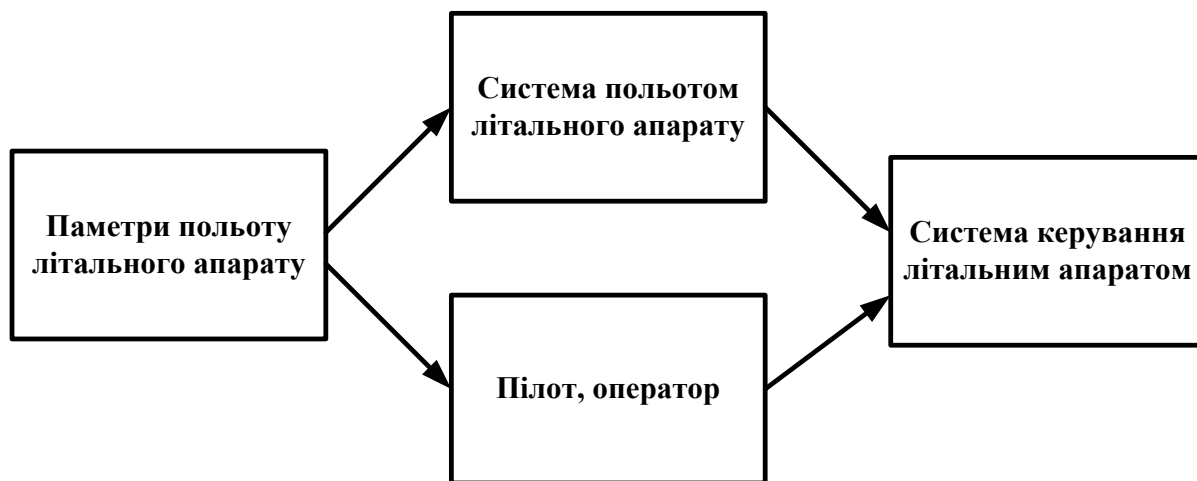 Система польотом
літального апарату
Паметри польоту
літального апарату
Система керування
літальним апаратом
Пілот, оператор